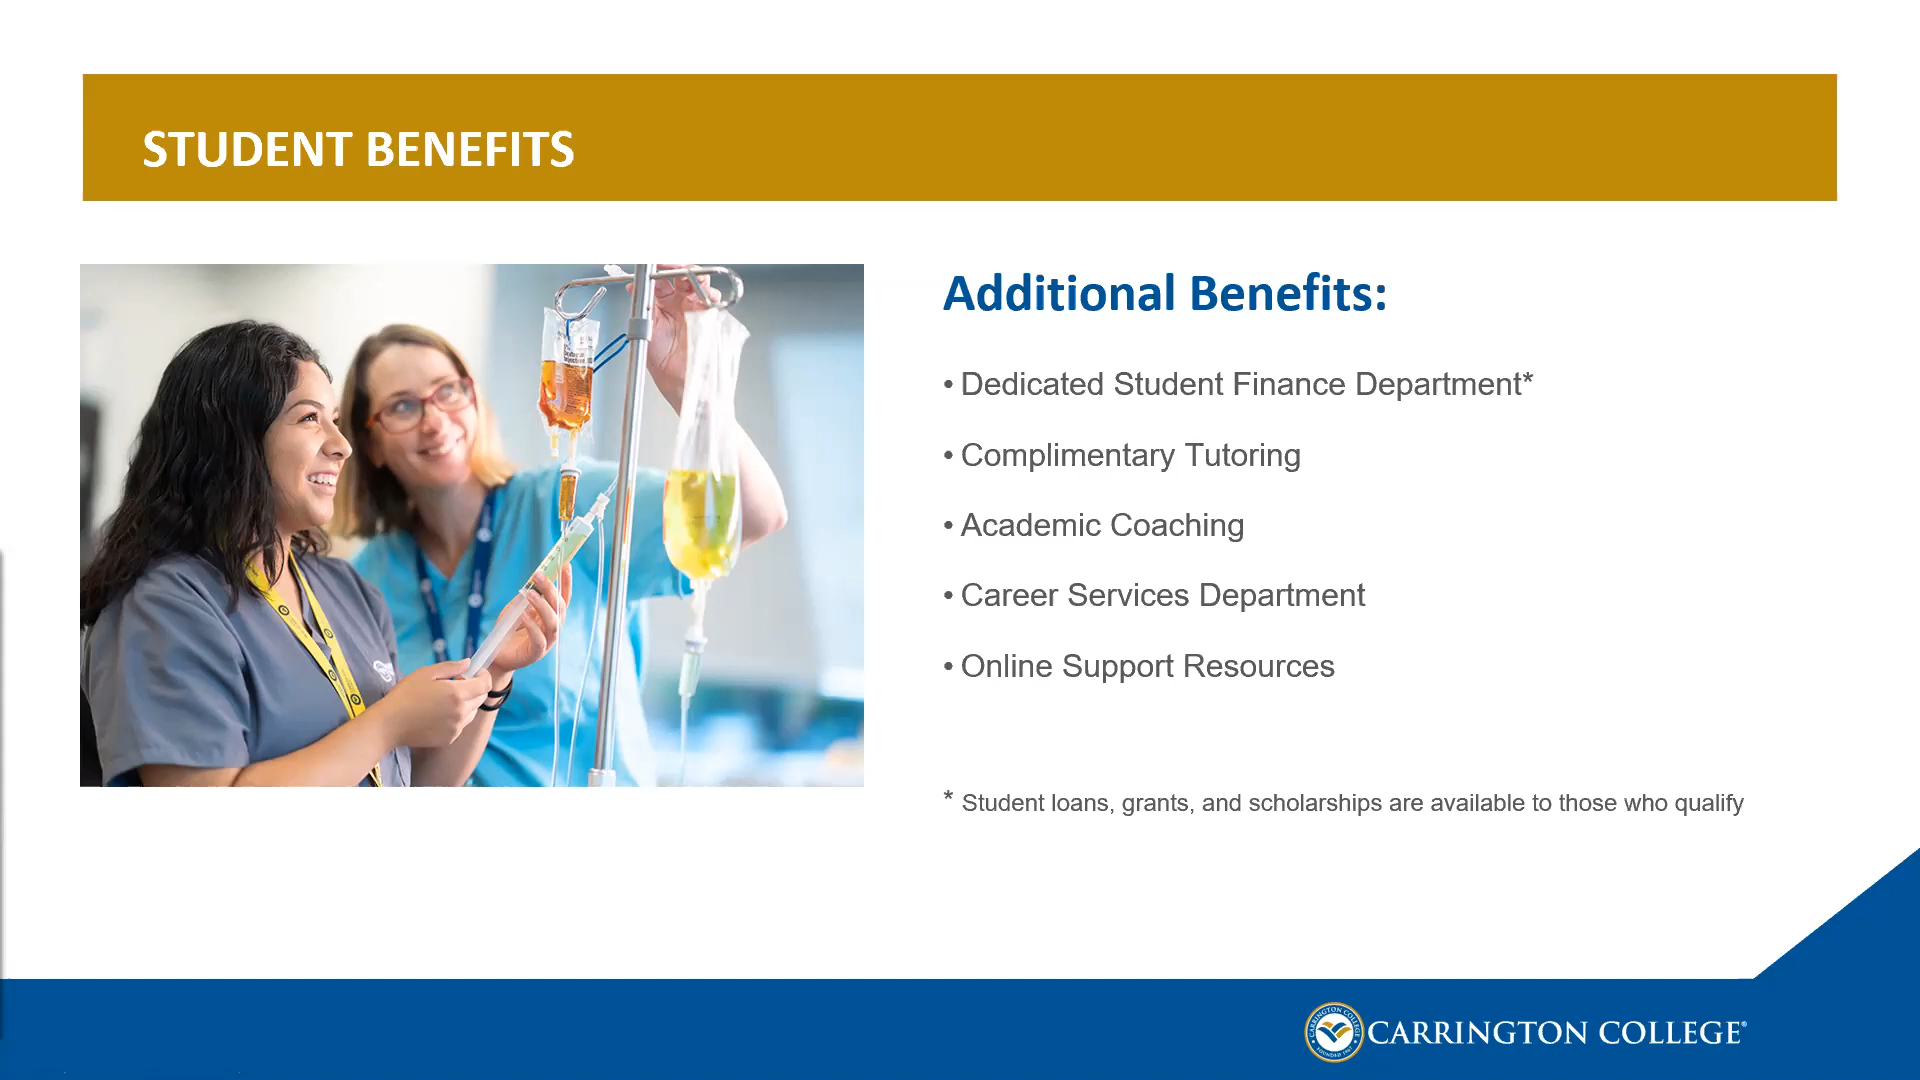 STUDENT BENEFITS
Additional Benefits:
• Dedicated Student Finance Department*
• Complimentary Tutoring
• Academic Coaching
• Career Services Department
• Online Support Resources
* Student loans, grants, and scholarships are available to those who qualify
CARRINGTON COLLEGE®